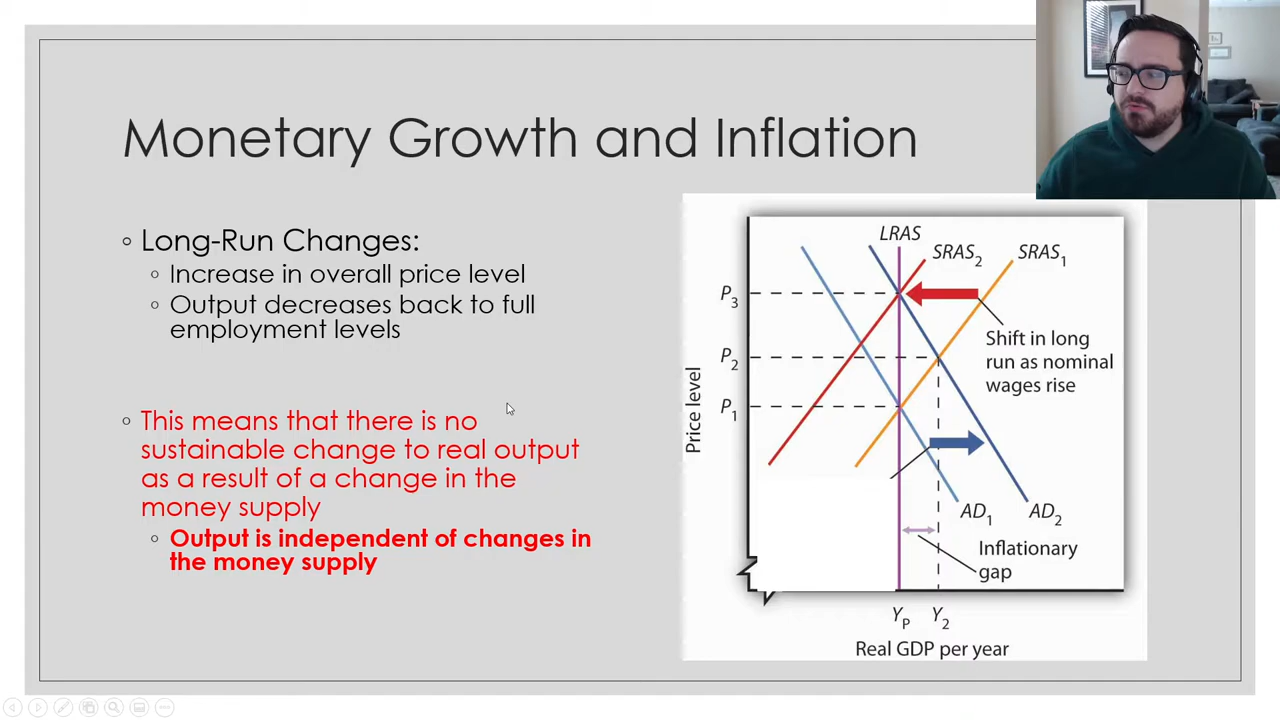 Monetary Growth and Inflation
◦ Long-Run Changes:
◦ Increase in overall price level
◦ Output decreases back to full
employment levels
◦ This means that there is no
sustainable change to real output
as a result of a change in the
money supply
◦ Output is independent of changes in
the money supply
LRAS
SRAS2
SRAS1
P3
Shift in long
run as nominal
wages rise
P2
P1
Price level
AD1
AD2
Inflationary
gap
YP
Y2
Real GDP per year